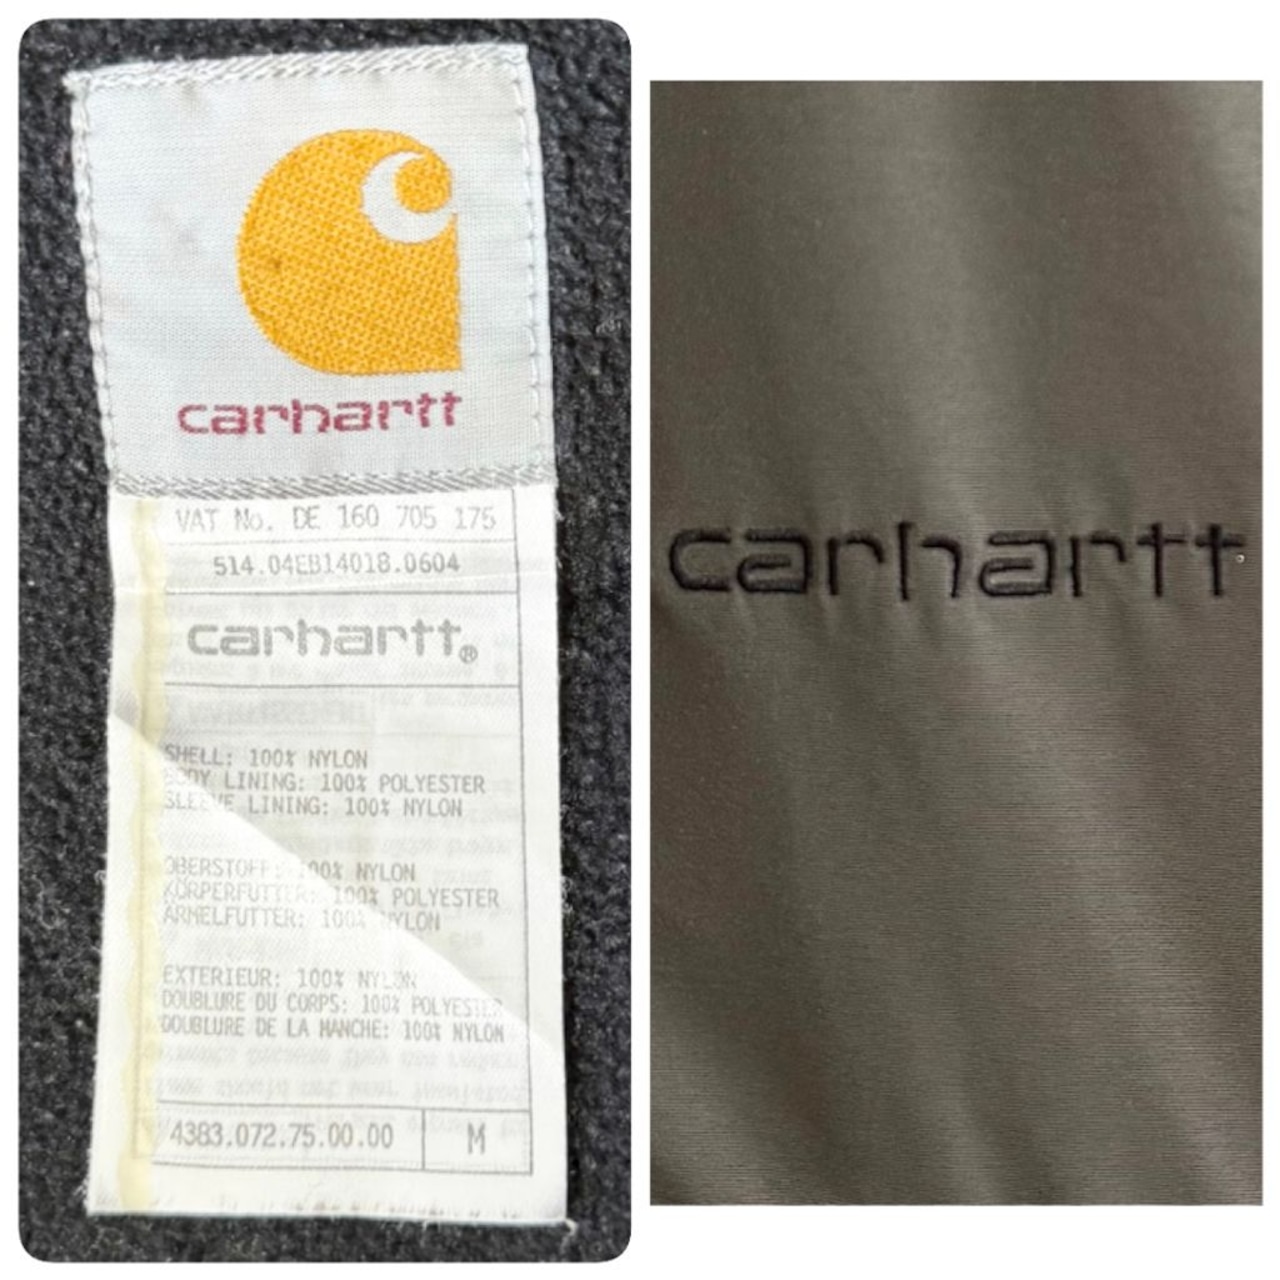 carhartt
VAT No. DE 160 705 175
514.04EB14018.0604
carhartt®
SHELL: 100% NYLON
BODY LINING: 100% POLYESTER
SLEEVE LINING: 100% NYLON
OBERSTOFF: 100% NYLON
KÖRPERFUTTER: 100% POLYESTER
ARMELFUTTER: 100% NYLON
EXTERIEUR: 100% NYLON
DOUBLURE DU CORPS: 100% POLYESTER
DOUBLURE DE LA MANCHE: 100% NYLON
4383.072.75.00.00 M
carhartt